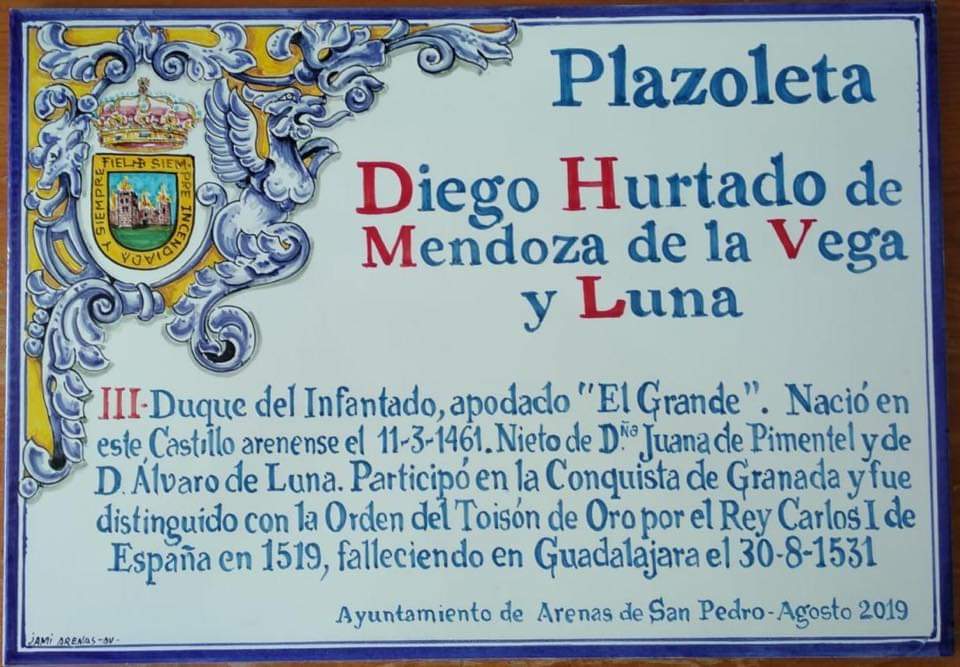 Plazoleta
Diego Hurtado de
Mendoza de la Vega
y Luna
III-Duque del Infantado, apodado "El Grande". Nació en
este Castillo arenense el 11-3-1461. Nieto de D.ña Juana de Pimentel y de
D. Álvaro de Luna. Participó en la Conquista de Granada y fue
distinguido con la Orden del Toisón de Oro por el Rey Carlos I de
España en 1519, falleciendo en Guadalajara el 30-8-1531
Ayuntamiento de Arenas de San Pedro-Agosto 2019
FIEL SIEMPRE INCENDIADA Y SIEMPRE
JAMI ARENAS-AV-